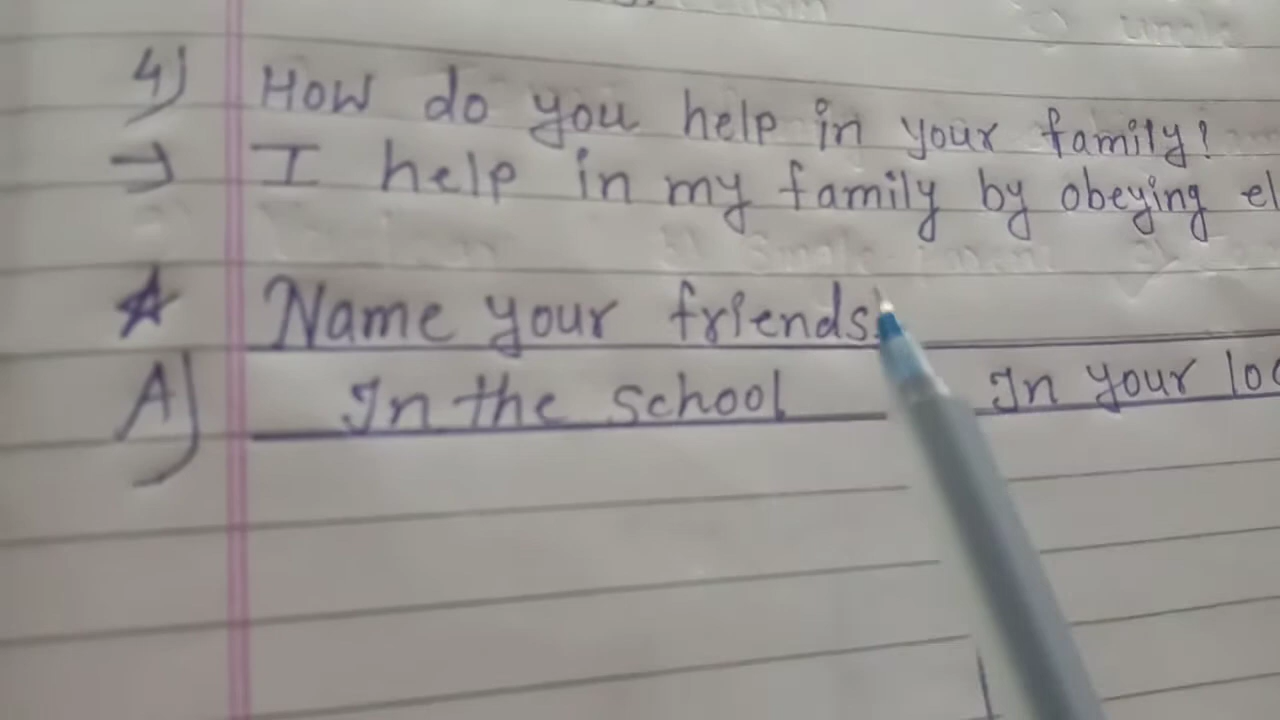 4) How do you help in your family?
→ I help in my family by obeying
☆ Name your friends.
A) In the school In your